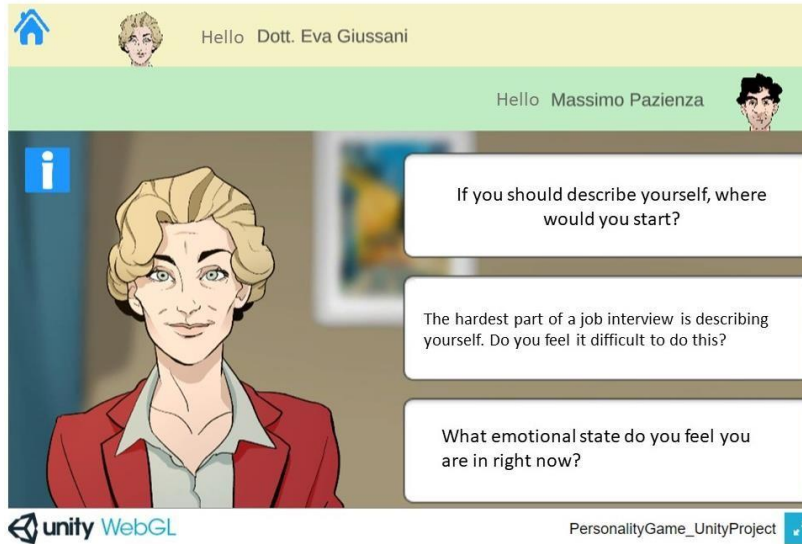 Hello Dott. Eva Giussani
Hello Massimo Pazienza
i
If you should describe yourself, where
would you start?
The hardest part of a job interview is describing
yourself. Do you feel it difficult to do this?
What emotional state do you feel you
are in right now?
unity WebGL
PersonalityGame_UnityProject